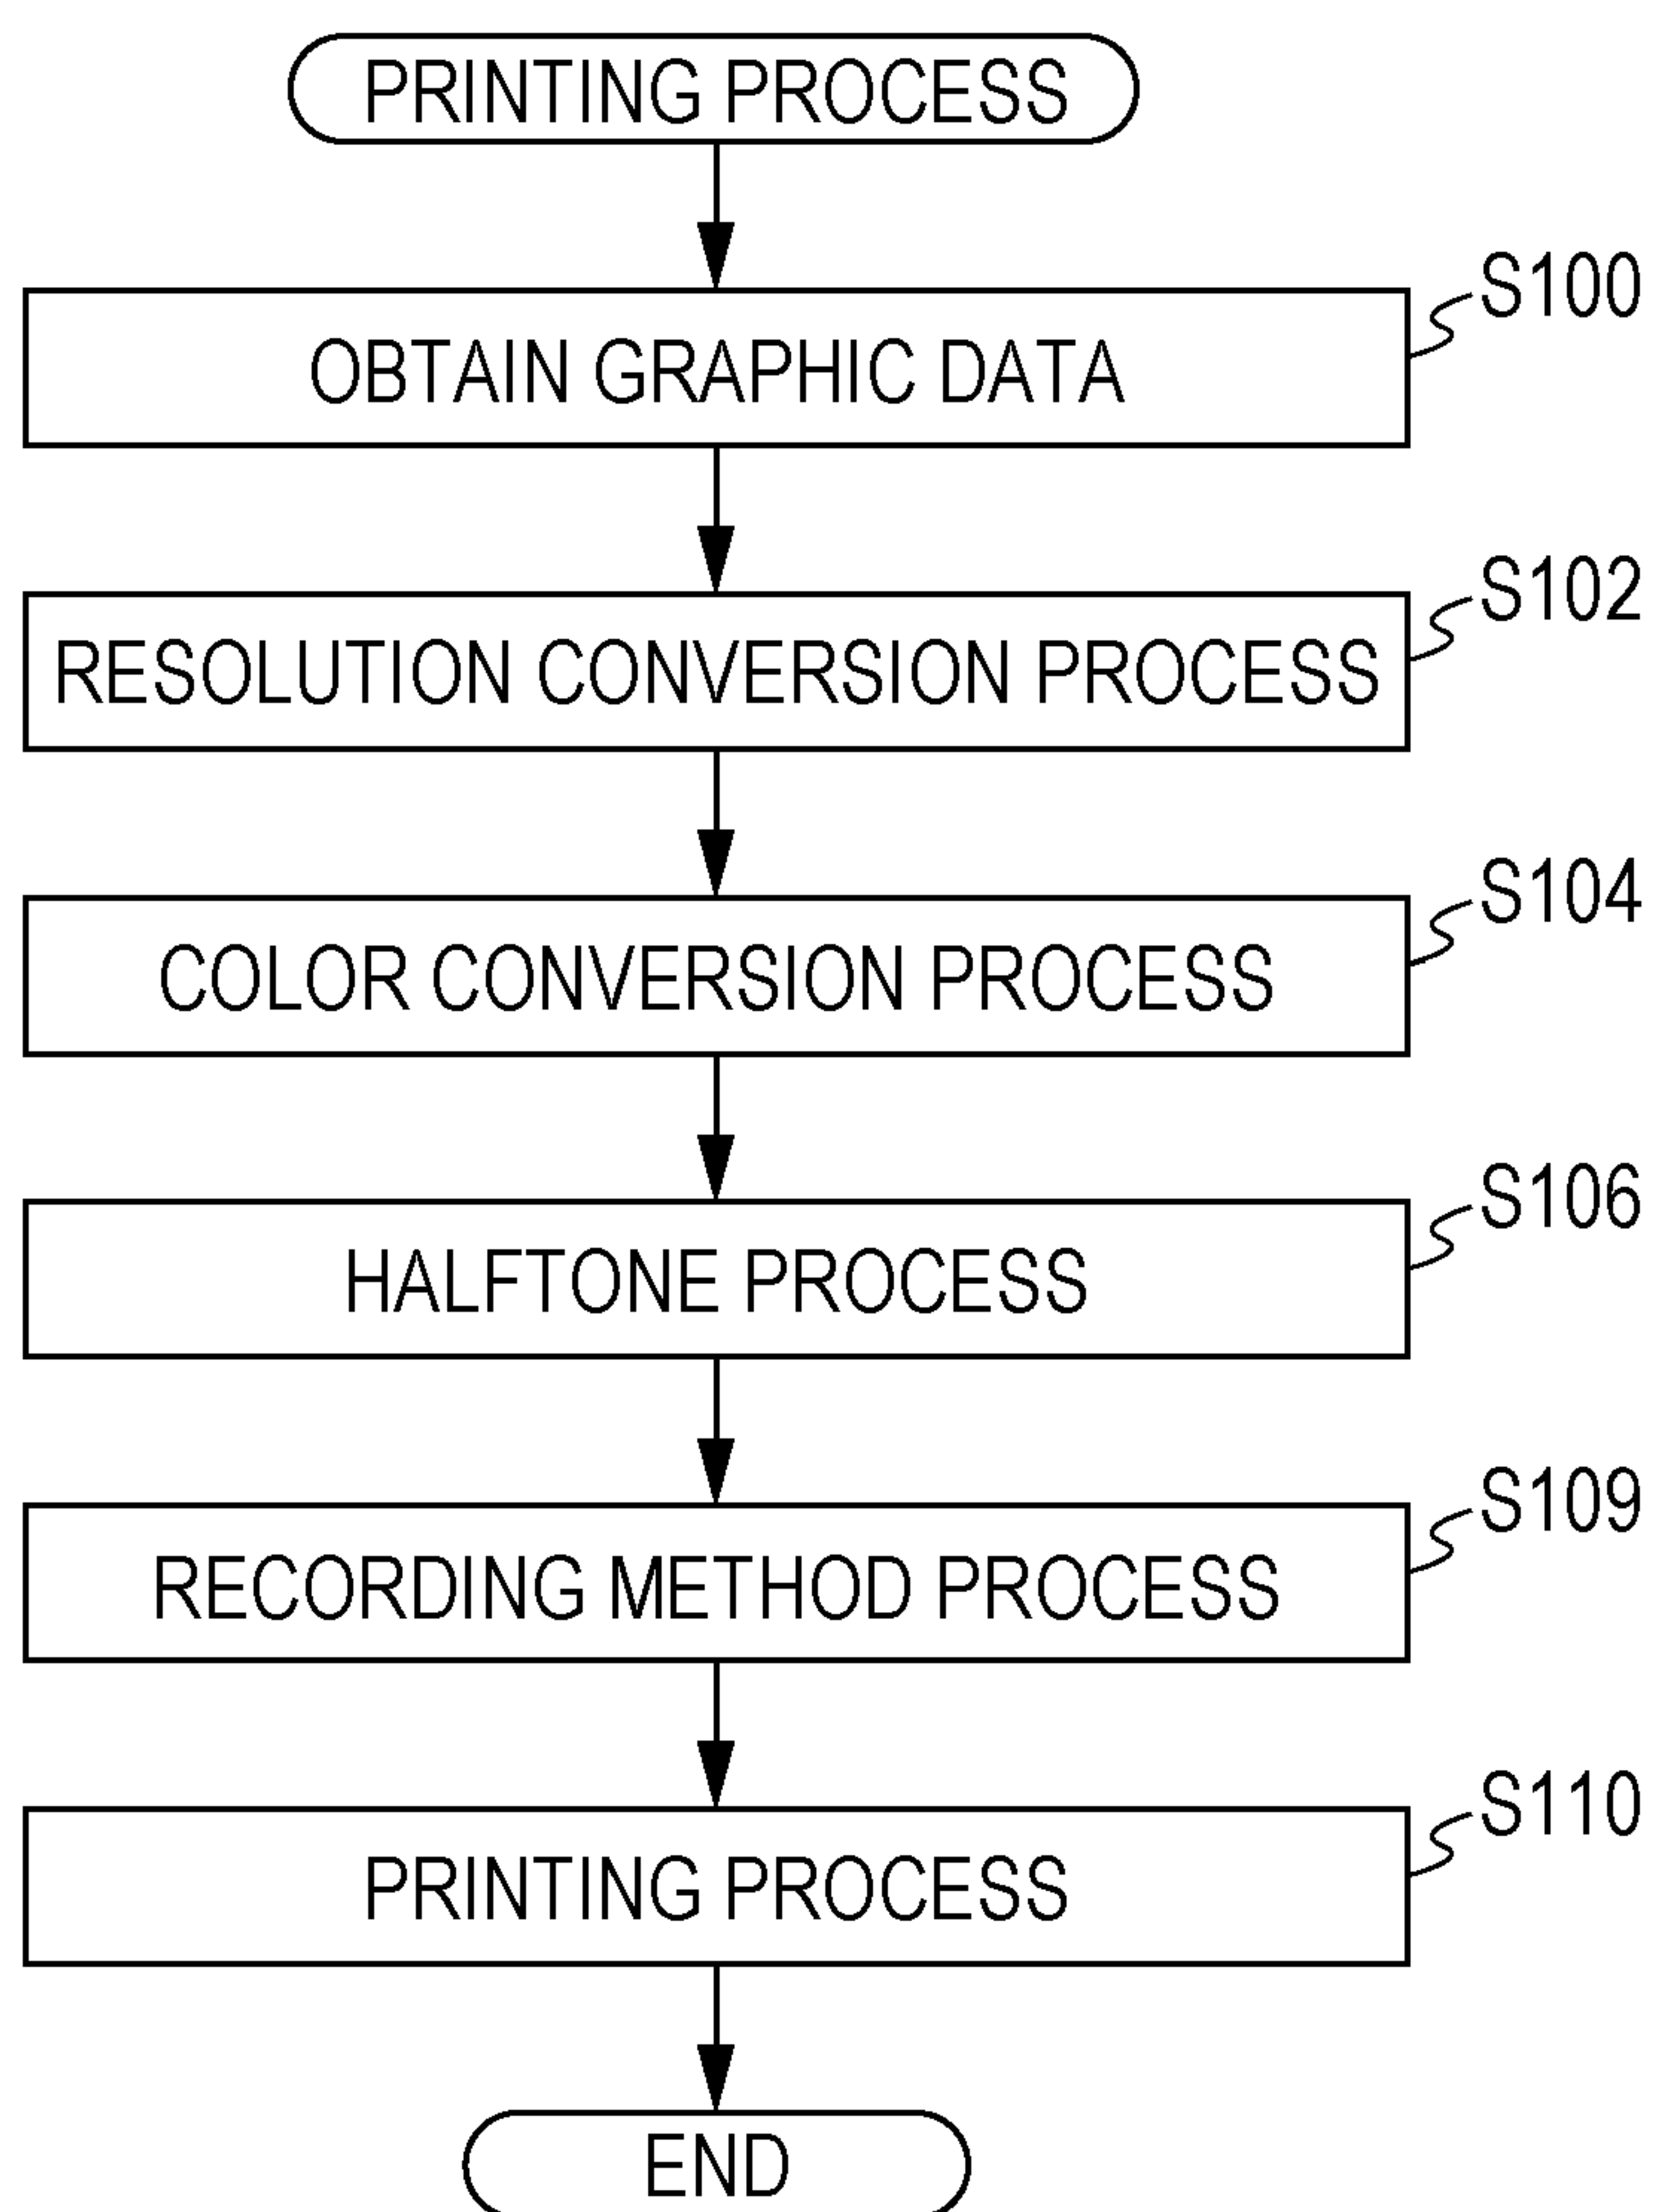 PRINTING PROCESS
S100
OBTAIN GRAPHIC DATA
S102
RESOLUTION CONVERSION PROCESS
S104
COLOR CONVERSION PROCESS
S106
HALFTONE PROCESS
S109
RECORDING METHOD PROCESS
S110
PRINTING PROCESS
END